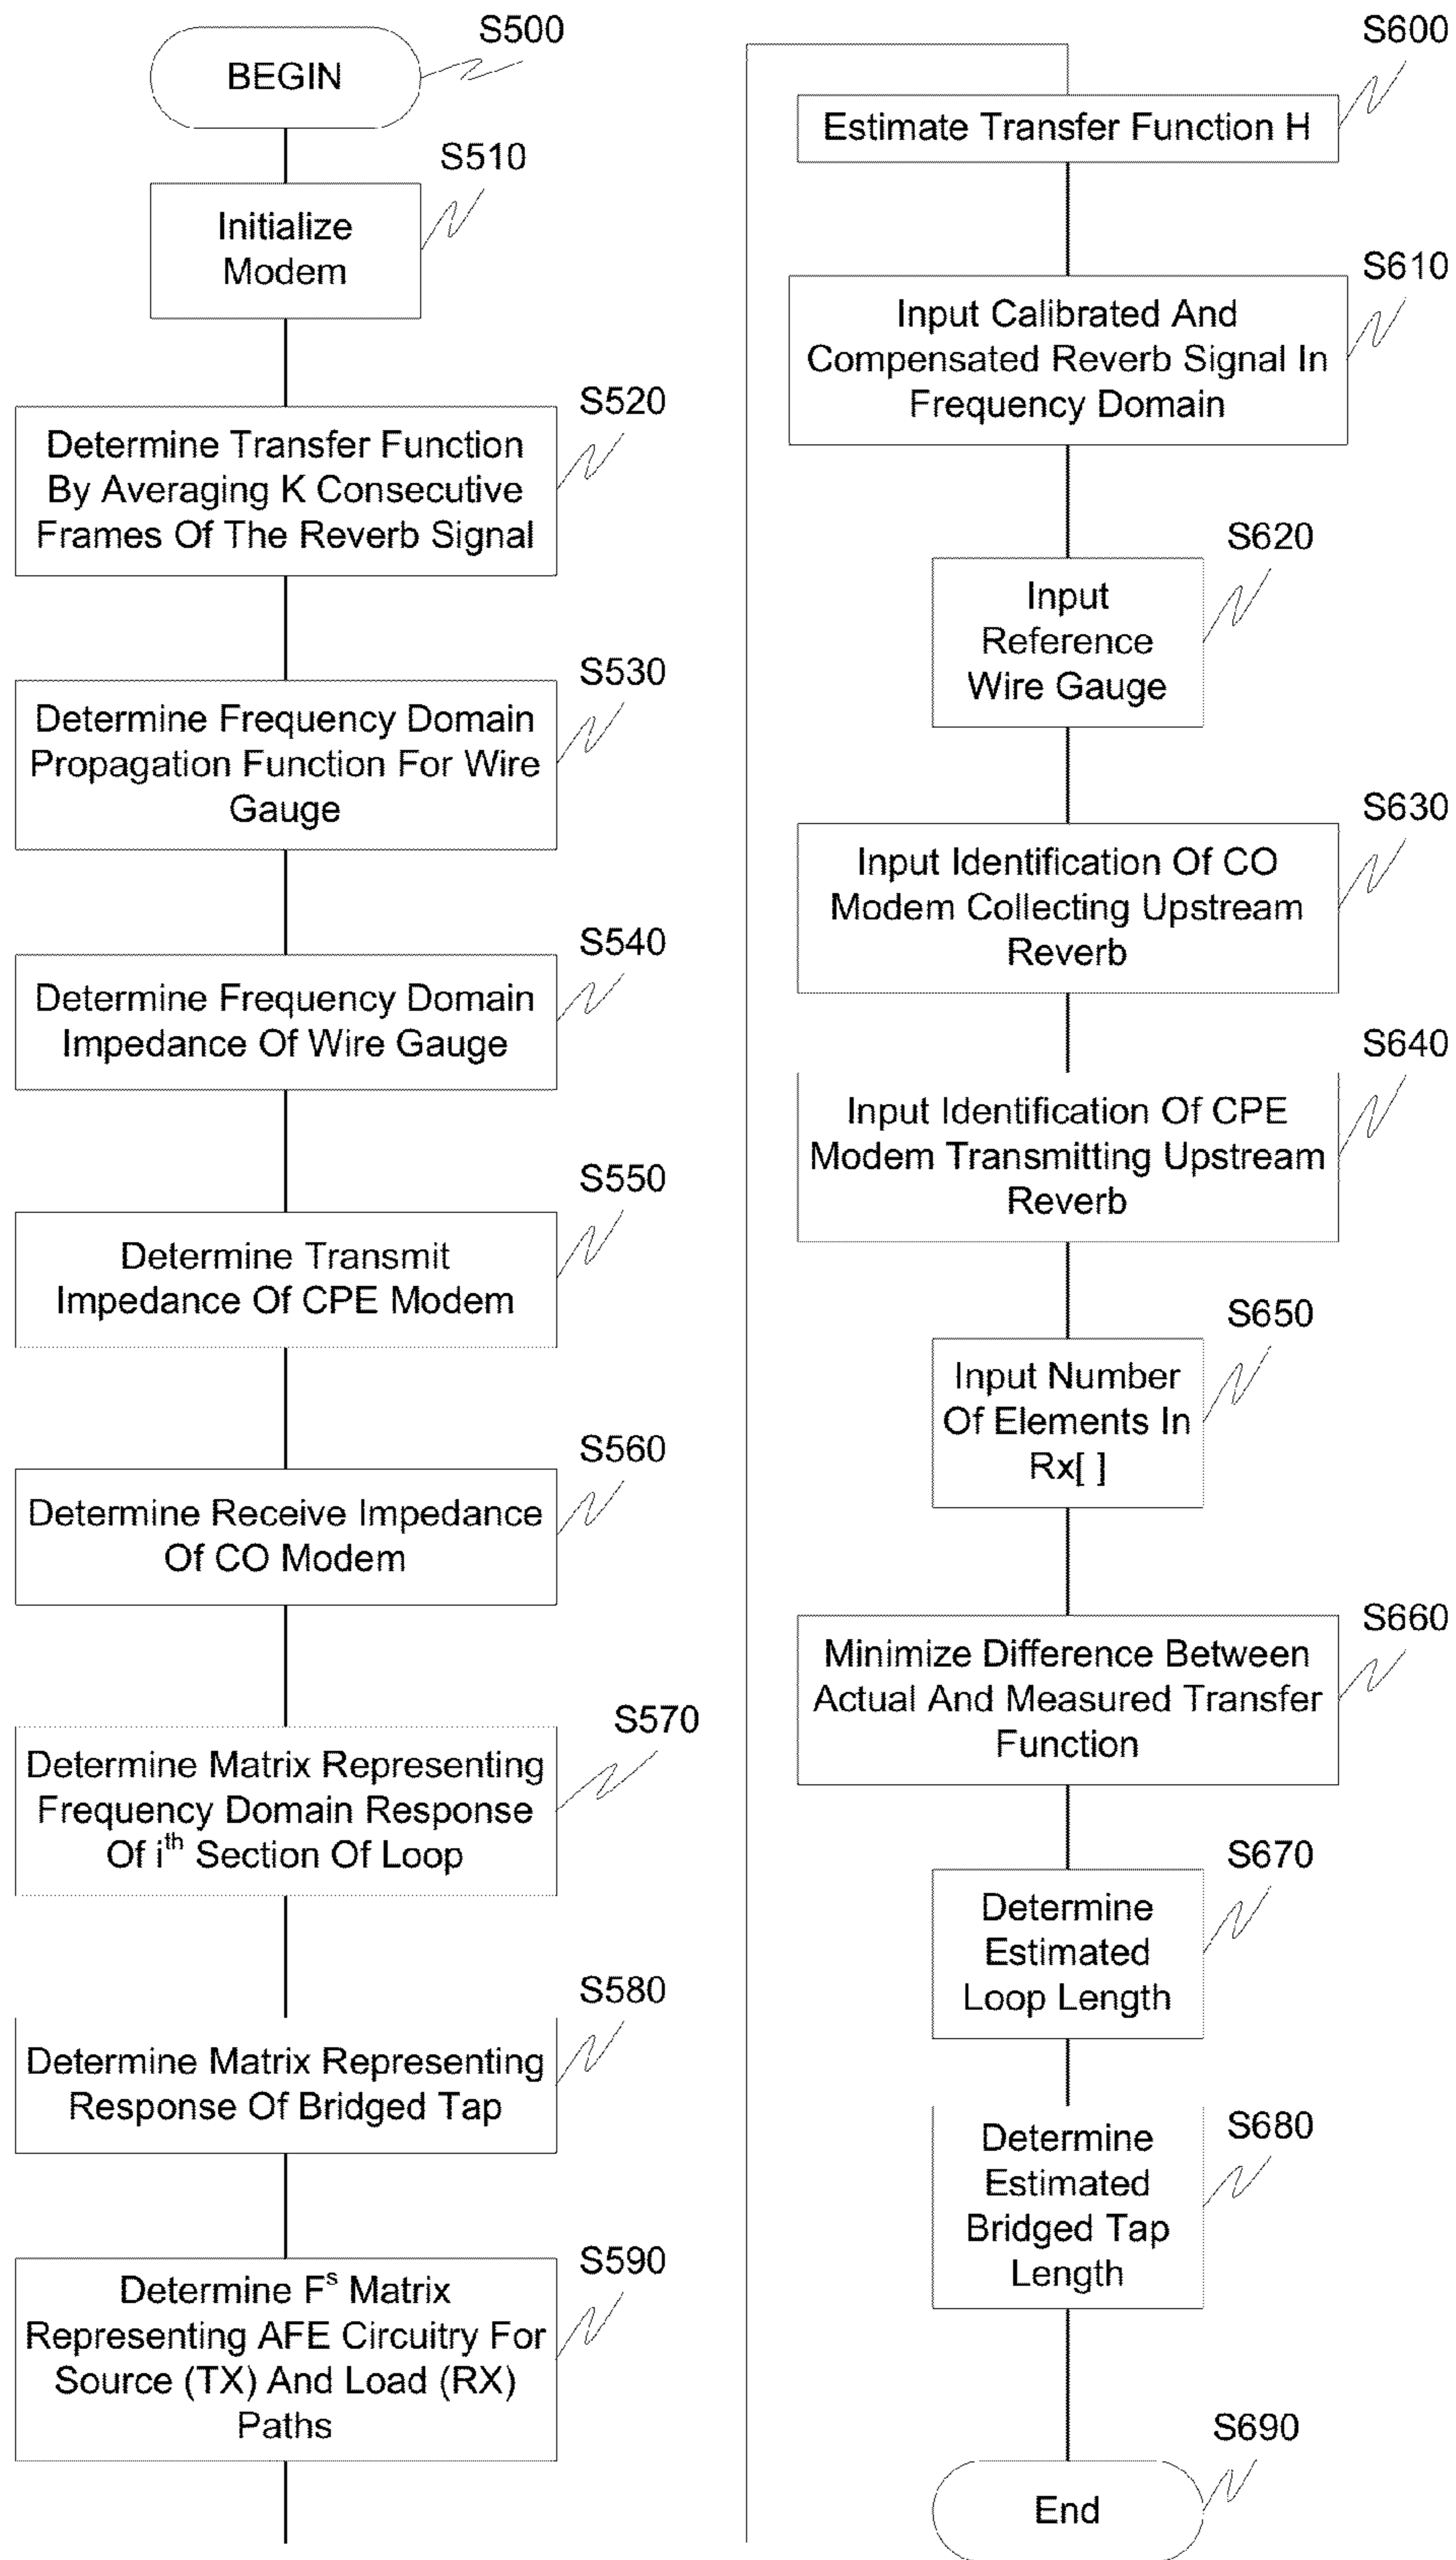 S500
BEGIN
S510
Initialize
Modem
S520
Determine Transfer Function
By Averaging K Consecutive
Frames Of The Reverb Signal
S530
Determine Frequency Domain
Propagation Function For Wire
Gauge
S540
Determine Frequency Domain
Impedance Of Wire Gauge
S550
Determine Transmit
Impedance Of CPE Modem
S560
Determine Receive Impedance
Of CO Modem
S570
Determine Matrix Representing
Frequency Domain Response
Of iᵗʰ Section Of Loop
S580
Determine Matrix Representing
Response Of Bridged Tap
S590
Determine Fˢ Matrix
Representing AFE Circuitry For
Source (TX) And Load (RX)
Paths
S600
Estimate Transfer Function H
S610
Input Calibrated And
Compensated Reverb Signal In
Frequency Domain
S620
Input
Reference
Wire Gauge
S630
Input Identification Of CO
Modem Collecting Upstream
Reverb
S640
Input Identification Of CPE
Modem Transmitting Upstream
Reverb
S650
Input Number
Of Elements In
Rx[ ]
S660
Minimize Difference Between
Actual And Measured Transfer
Function
S670
Determine
Estimated
Loop Length
S680
Determine
Estimated
Bridged Tap
Length
S690
End